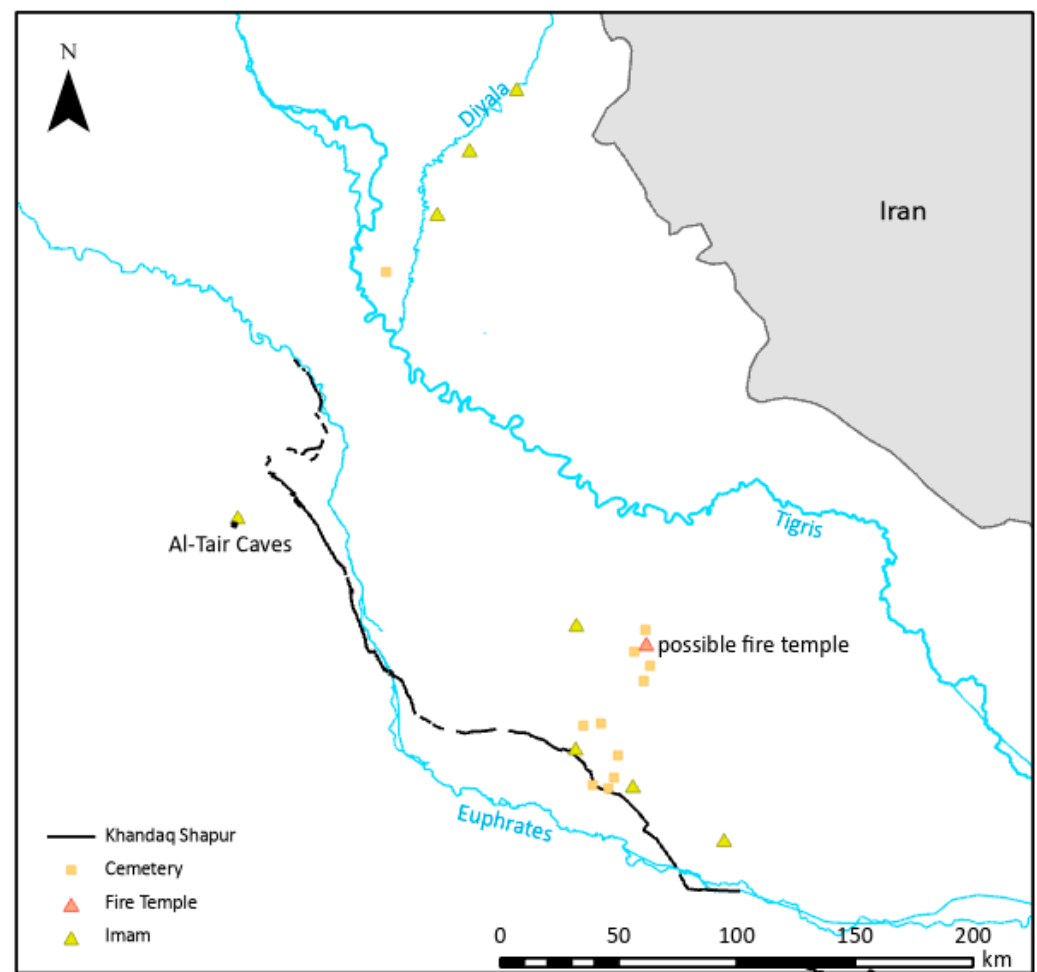 N
Diyala
Iran
Al-Tair Caves
Tigris
possible fire temple
Euphrates
Khandaq Shapur
Cemetery
Fire Temple
Imam
0 50 100 150 200
km